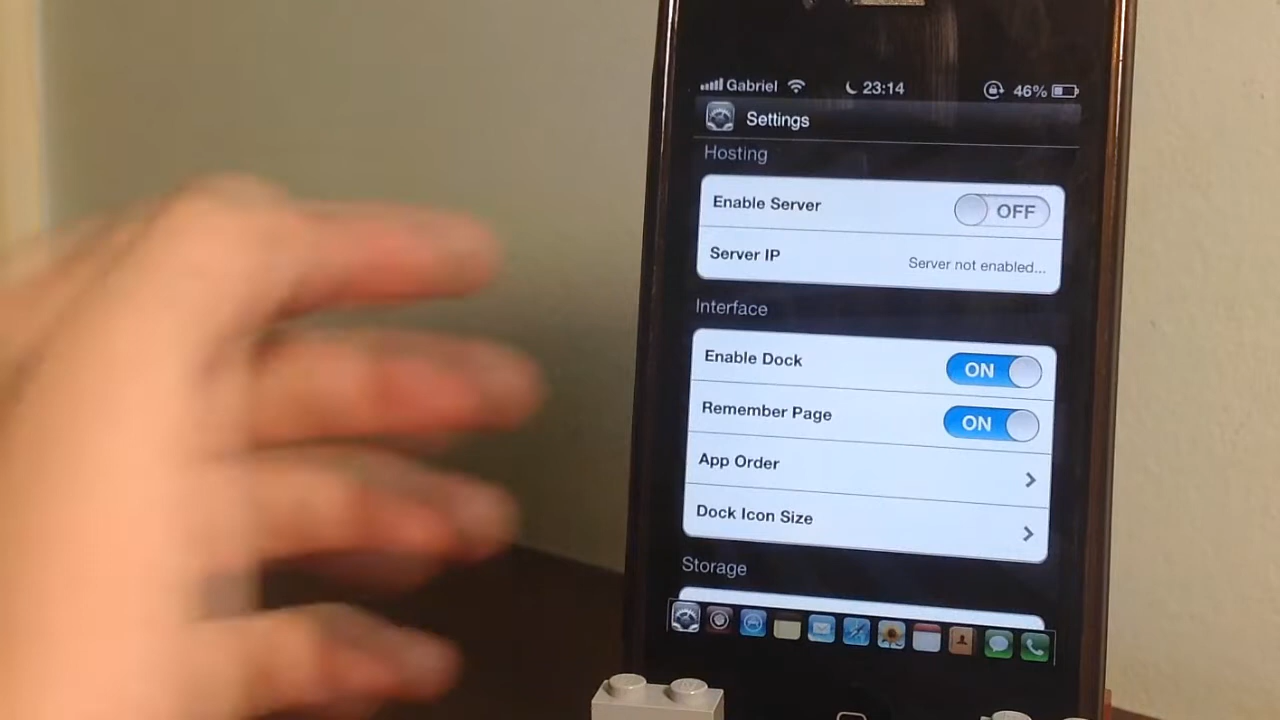 Gabriel 23:14 46%
Settings
Hosting
Enable Server OFF
Server IP Server not enabled...
Interface
Enable Dock ON
Remember Page ON
App Order
Dock Icon Size
Storage